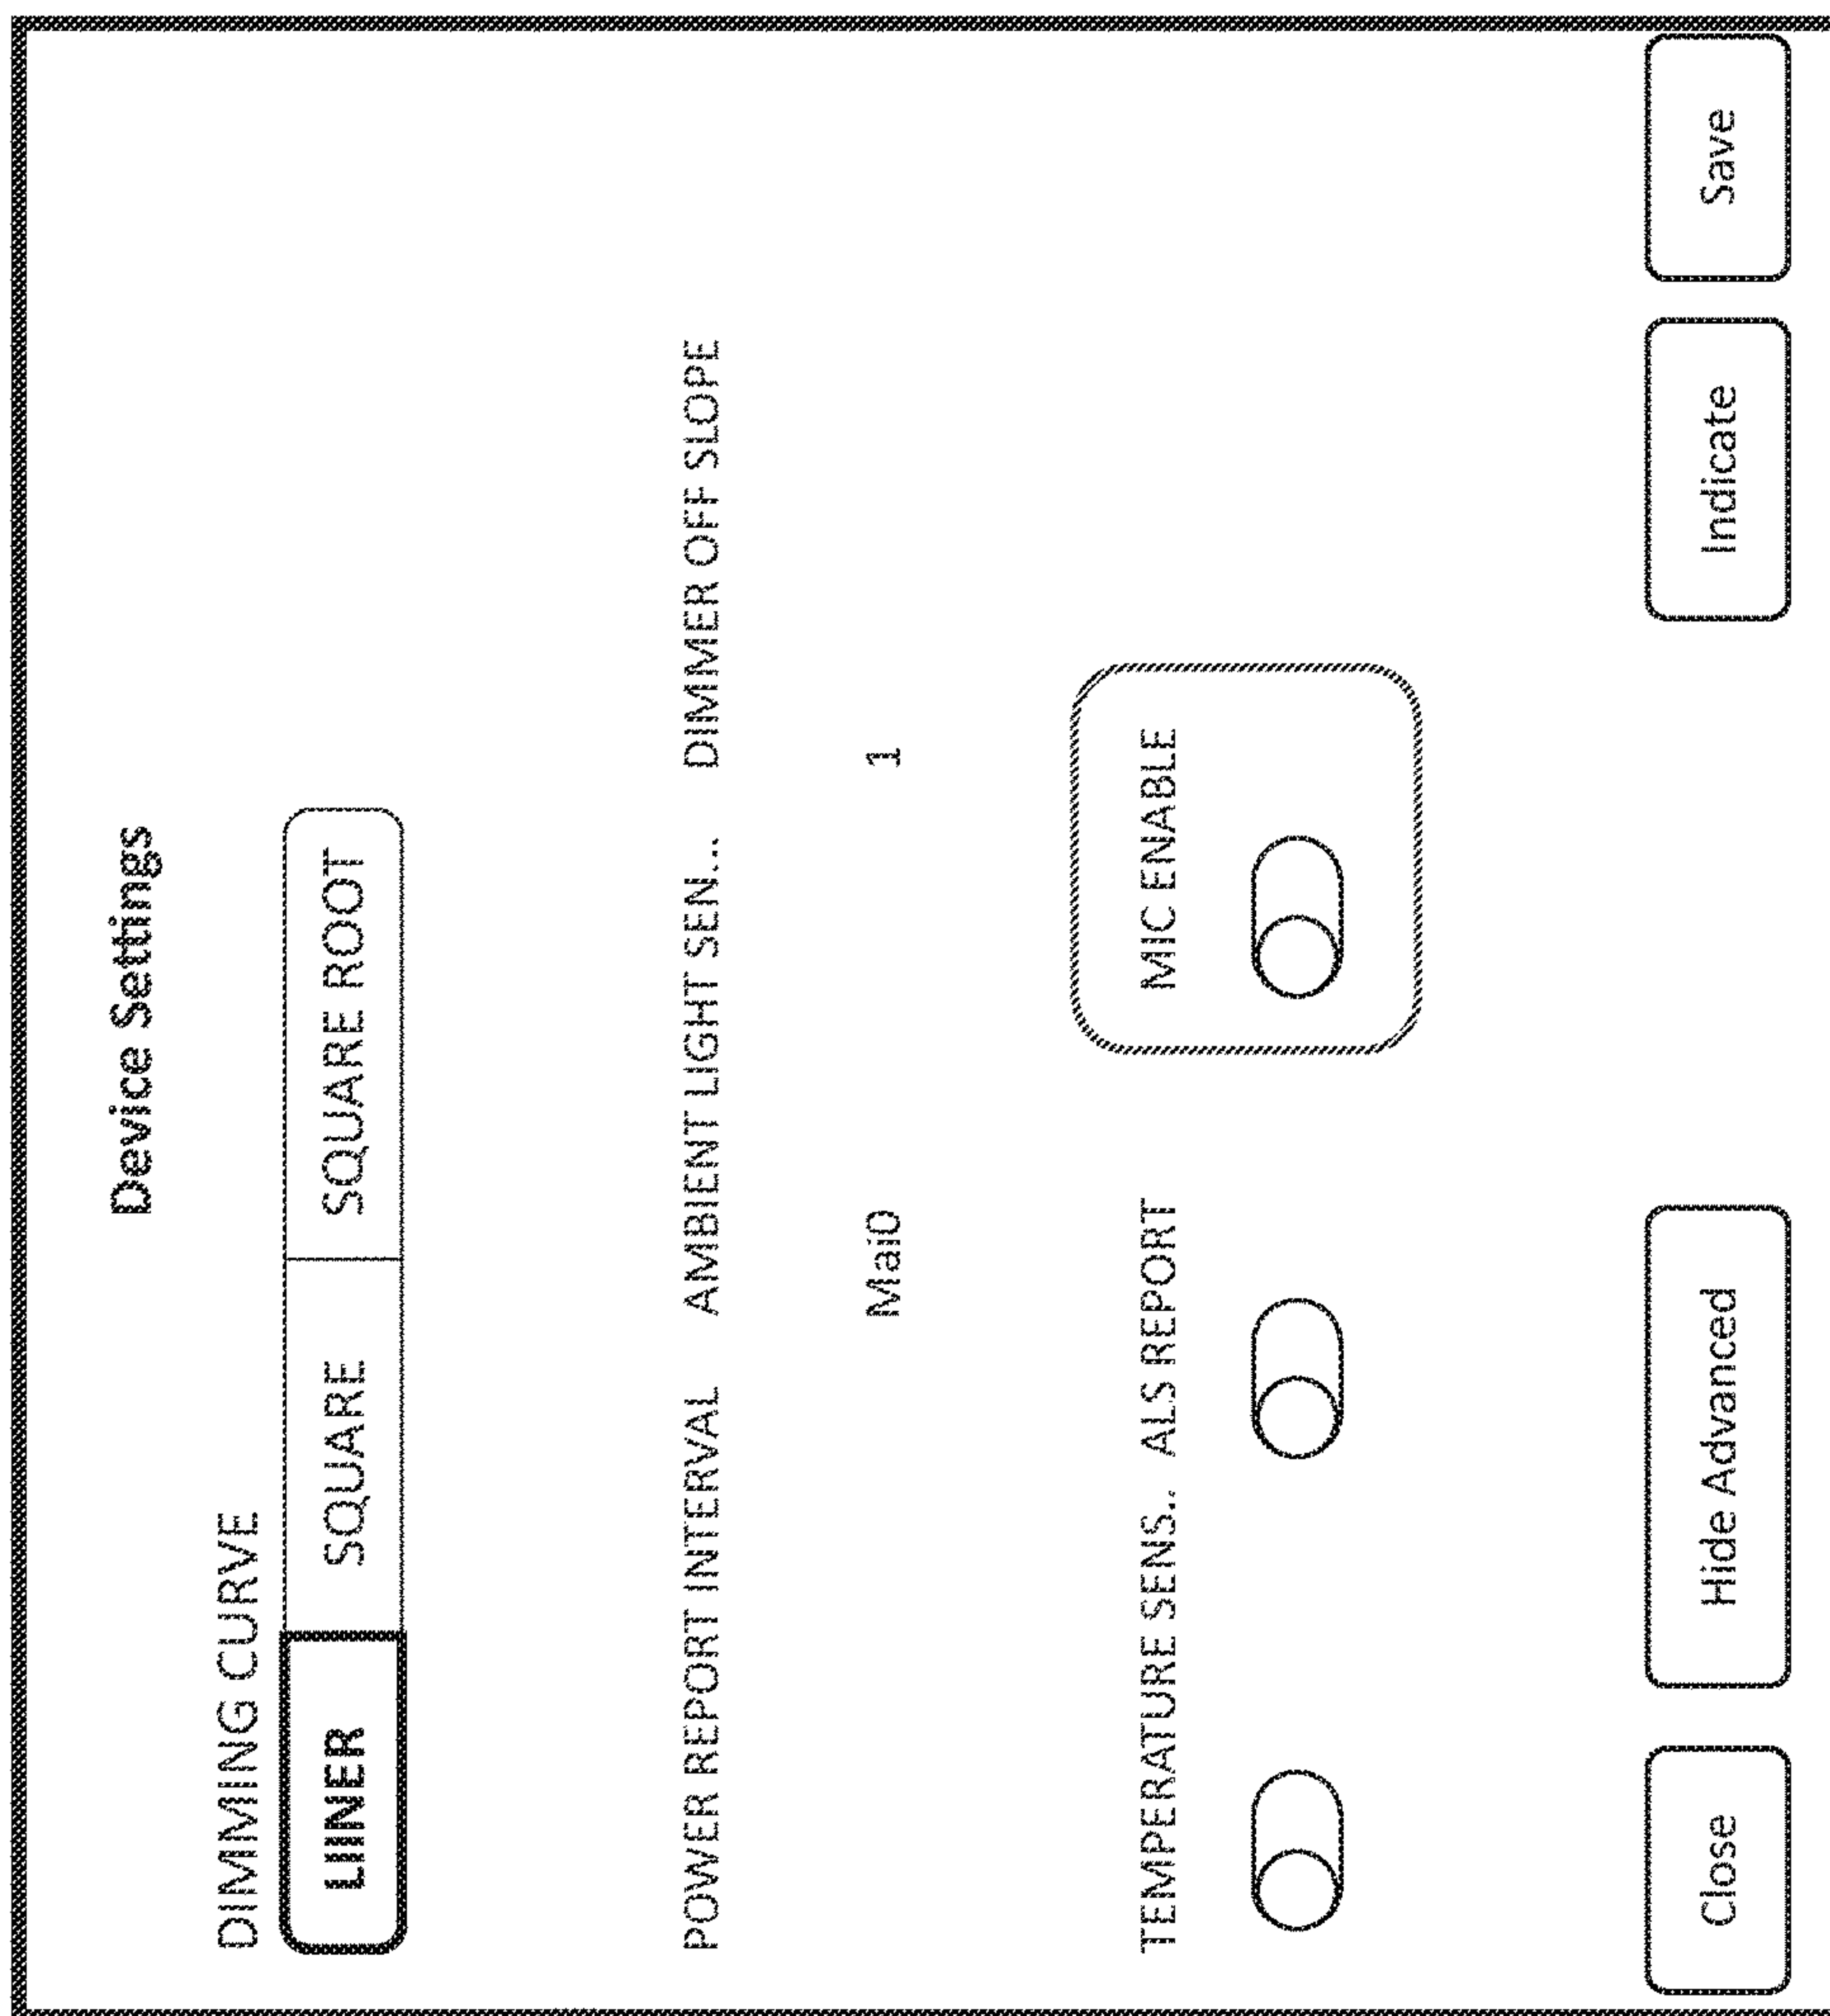 Device Settings
DIMMING CURVE
LIINER SQUARE SQUARE ROOT
POWER REPORT INTERVAL AMBIENT LIGHT SEN... DIMMER OFF SLOPE
Mai0 1
TEMPERATURE SENS.. ALS REPORT MIC ENABLE
Close Hide Advanced Indicate Save